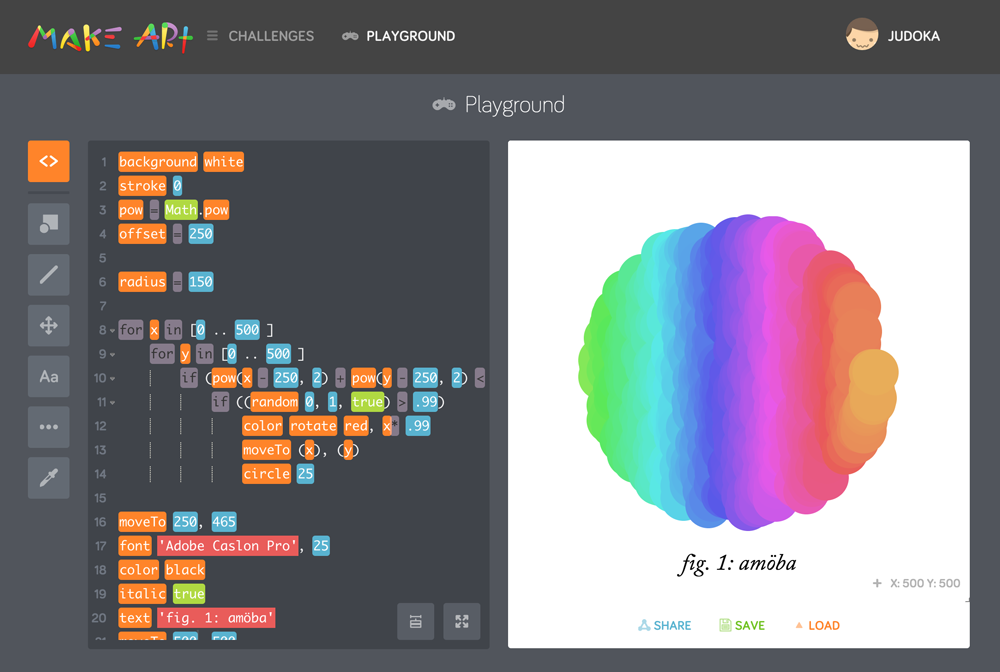 MAKE ART
CHALLENGES
PLAYGROUND
JUDOKA
Playground
<>
1 background white
2 stroke 0
3 pow = Math.pow
4 offset = 250
5
6 radius = 150
7
8 for x in [0 .. 500 ]
9 for y in [0 .. 500 ]
10 if (pow(x - 250, 2) + pow(y - 250, 2) <
11 if ((random 0, 1, true) > .99)
12 color rotate red, x* .99
13 moveTo (x), (y)
14 circle 25
15
16 moveTo 250, 465
17 font 'Adobe Caslon Pro', 25
18 color black
19 italic true
20 text 'fig. 1: amöba'
Aa
fig. 1: amöba
X: 500 Y: 500
SHARE
SAVE
LOAD